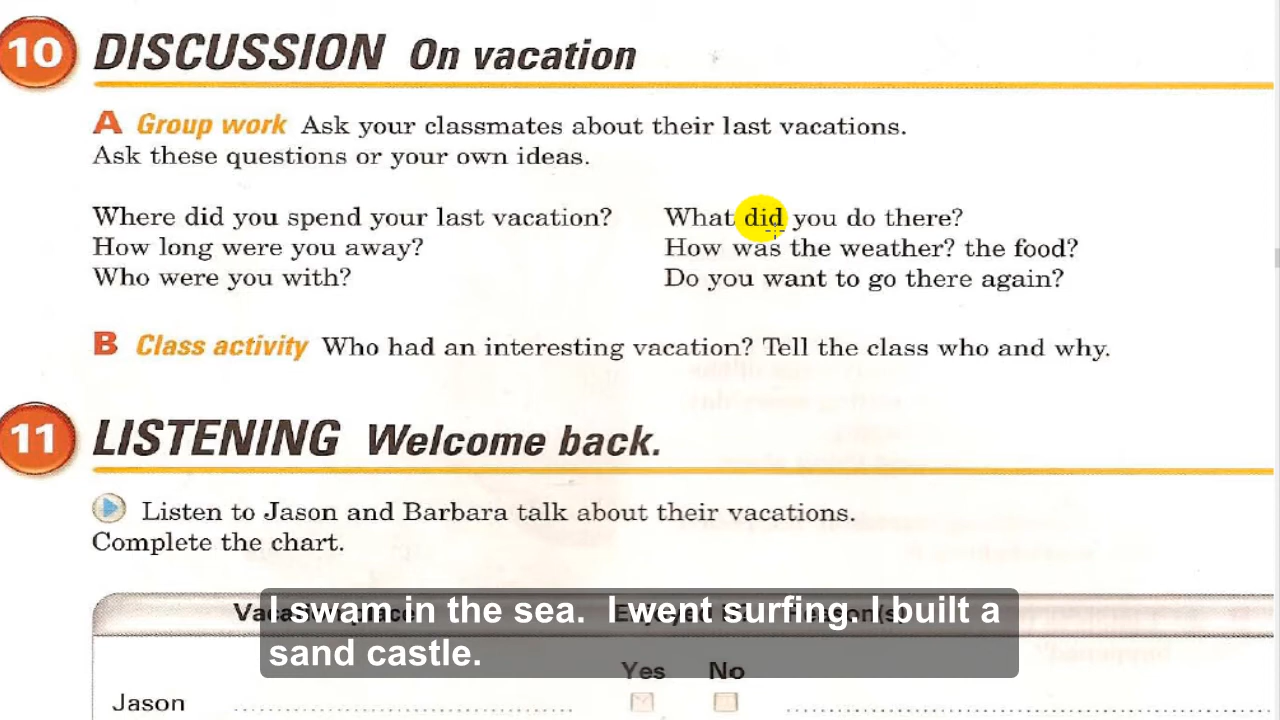 10 DISCUSSION On vacation
A Group work Ask your classmates about their last vacations.
Ask these questions or your own ideas.
Where did you spend your last vacation?
How long were you away?
Who were you with?
What did you do there?
How was the weather? the food?
Do you want to go there again?
B Class activity Who had an interesting vacation? Tell the class who and why.
11 LISTENING Welcome back.
Listen to Jason and Barbara talk about their vacations.
Complete the chart.
Vacation place
I swam in the sea. I went surfing. I built a
sand castle.
Yes No
Jason